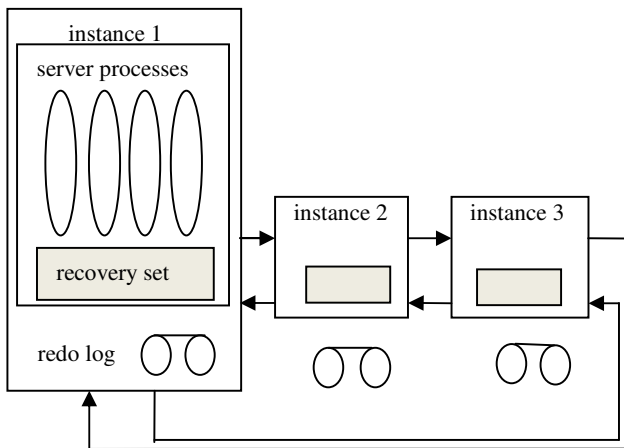 instance 1
server processes
recovery set
redo log
instance 2
instance 3